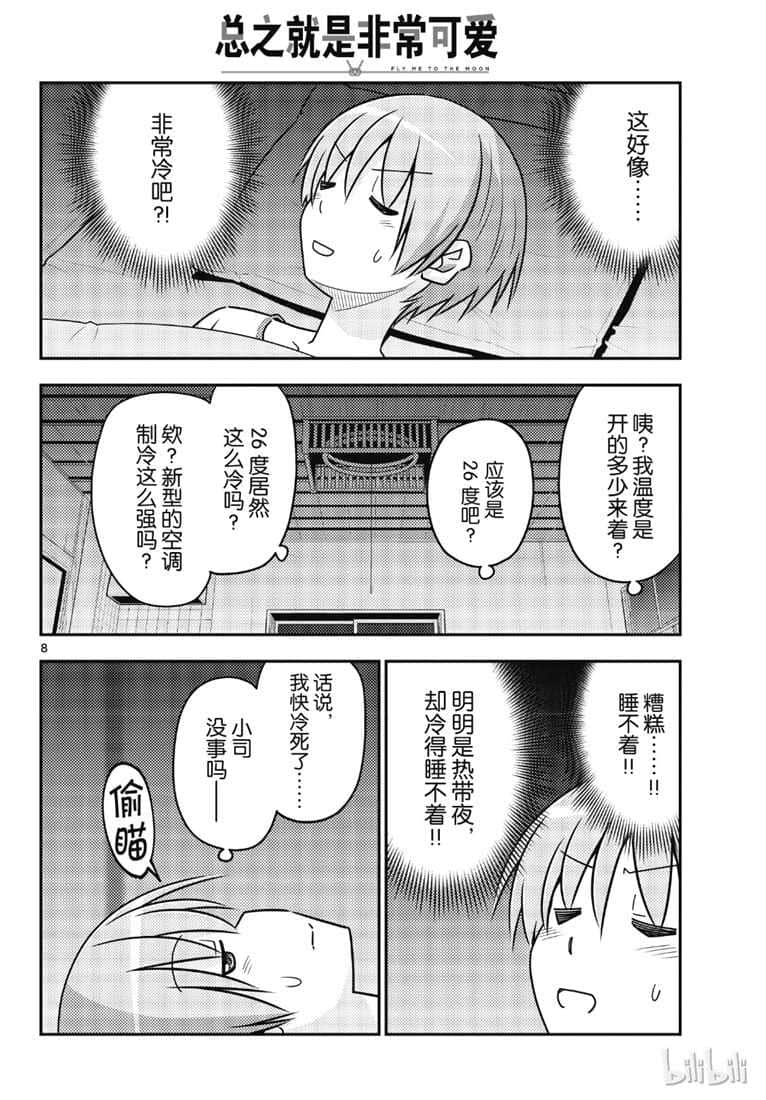 总之就是非常可爱
FLY ME TO THE MOON
这好像……
非常冷吧?!
咦？我温度是
开的多少来着？
应该是
26度吧？
26度居然
这么冷吗？
欸？新型的空调
制冷这么强吗？
8
糟糕……!!
睡不着!!
明明是热带夜，
却冷得睡不着!!
话说，
我快冷死了……
小司
没事吗——
偷瞄
bilibili